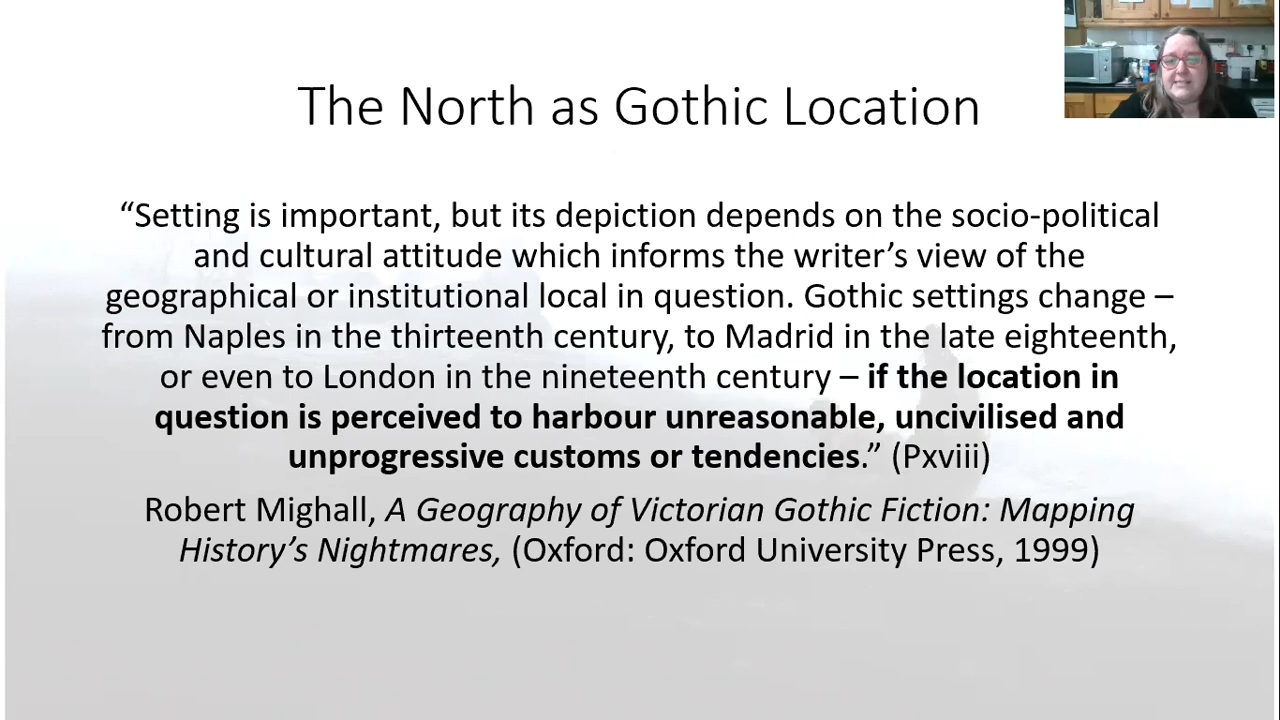 The North as Gothic Location
“Setting is important, but its depiction depends on the socio-political
and cultural attitude which informs the writer’s view of the
geographical or institutional local in question. Gothic settings change –
from Naples in the thirteenth century, to Madrid in the late eighteenth,
or even to London in the nineteenth century – if the location in
question is perceived to harbour unreasonable, uncivilised and
unprogressive customs or tendencies.” (Pxviii)
Robert Mighall, A Geography of Victorian Gothic Fiction: Mapping
History’s Nightmares, (Oxford: Oxford University Press, 1999)